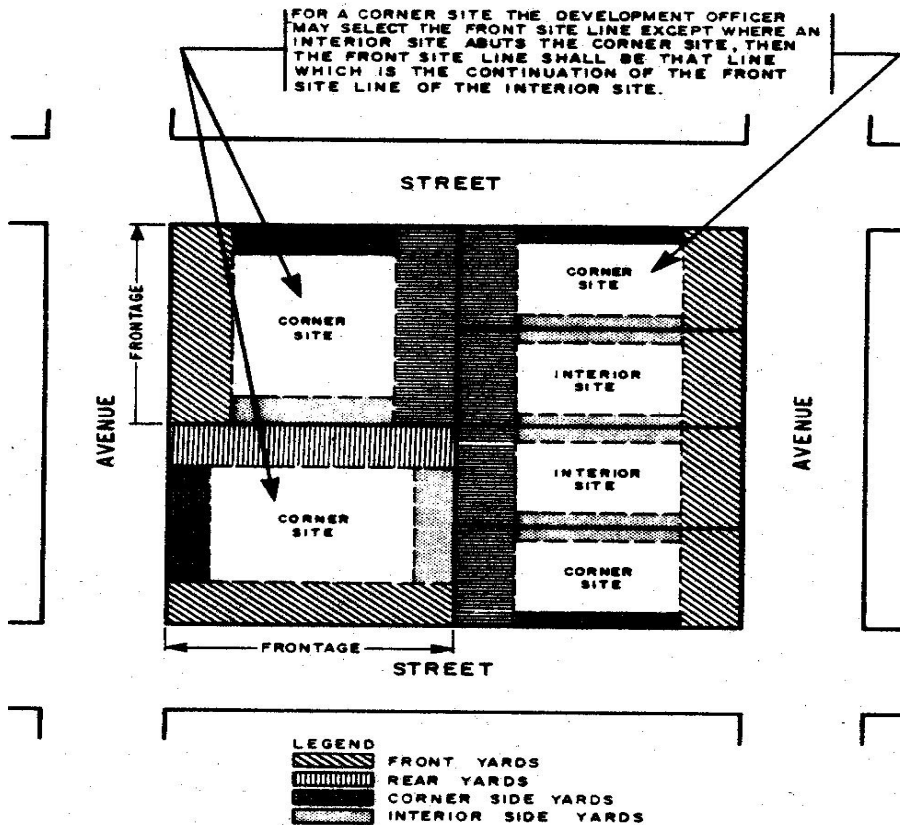 FOR A CORNER SITE THE DEVELOPMENT OFFICER
MAY SELECT THE FRONT SITE LINE EXCEPT WHERE AN
INTERIOR SITE ABUTS THE CORNER SITE, THEN
THE FRONT SITE LINE SHALL BE THAT LINE
WHICH IS THE CONTINUATION OF THE FRONT
SITE LINE OF THE INTERIOR SITE.
STREET
FRONTAGE
CORNER
SITE
CORNER
SITE
INTERIOR
SITE
AVENUE
AVENUE
INTERIOR
SITE
CORNER
SITE
CORNER
SITE
FRONTAGE
STREET
LEGEND
FRONT YARDS
REAR YARDS
CORNER SIDE YARDS
INTERIOR SIDE YARDS